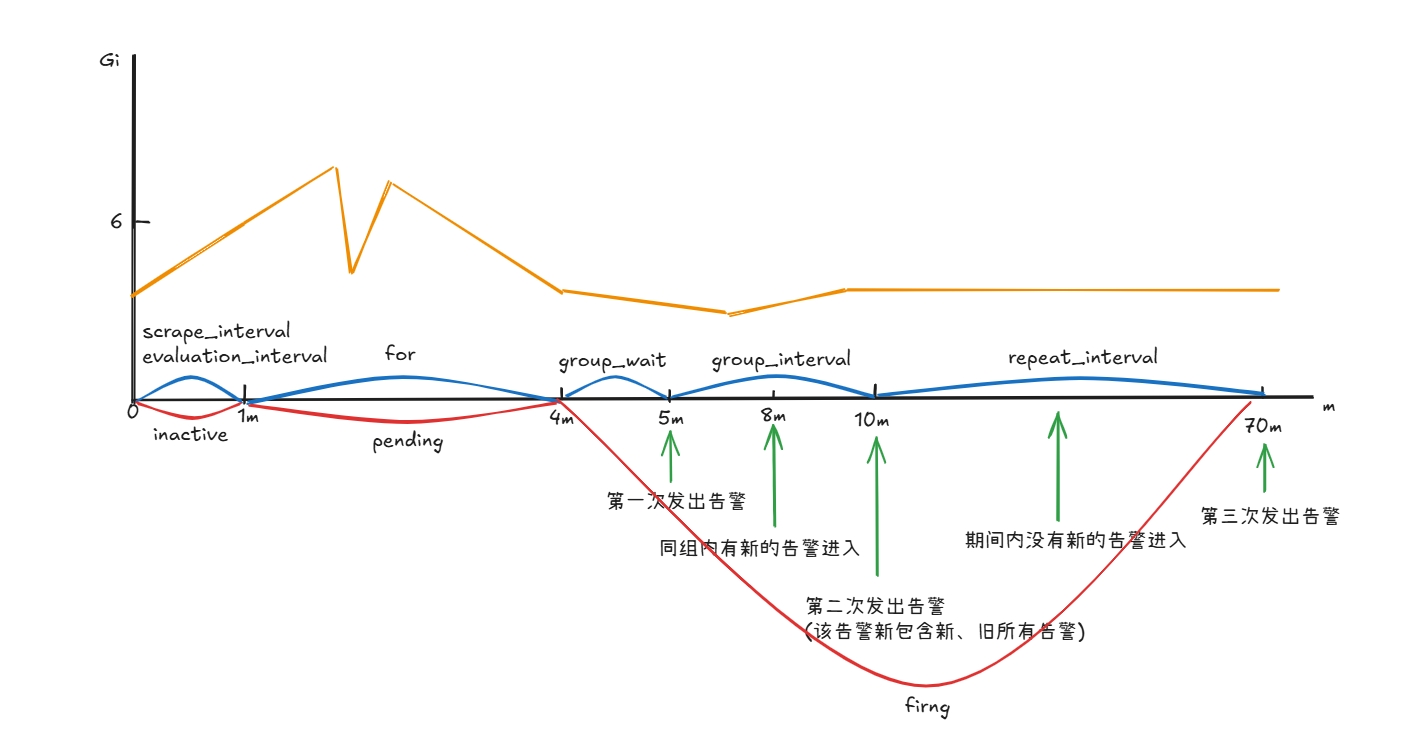 Gi
6
scrape_interval
evaluation_interval
for
group_wait
group_interval
repeat_interval
0
1m
4m
5m
8m
10m
70m
m
inactive
pending
第一次发出告警
同组内有新的告警进入
第二次发出告警
(该告警新包含新、旧所有告警)
期间内没有新的告警进入
第三次发出告警
firng